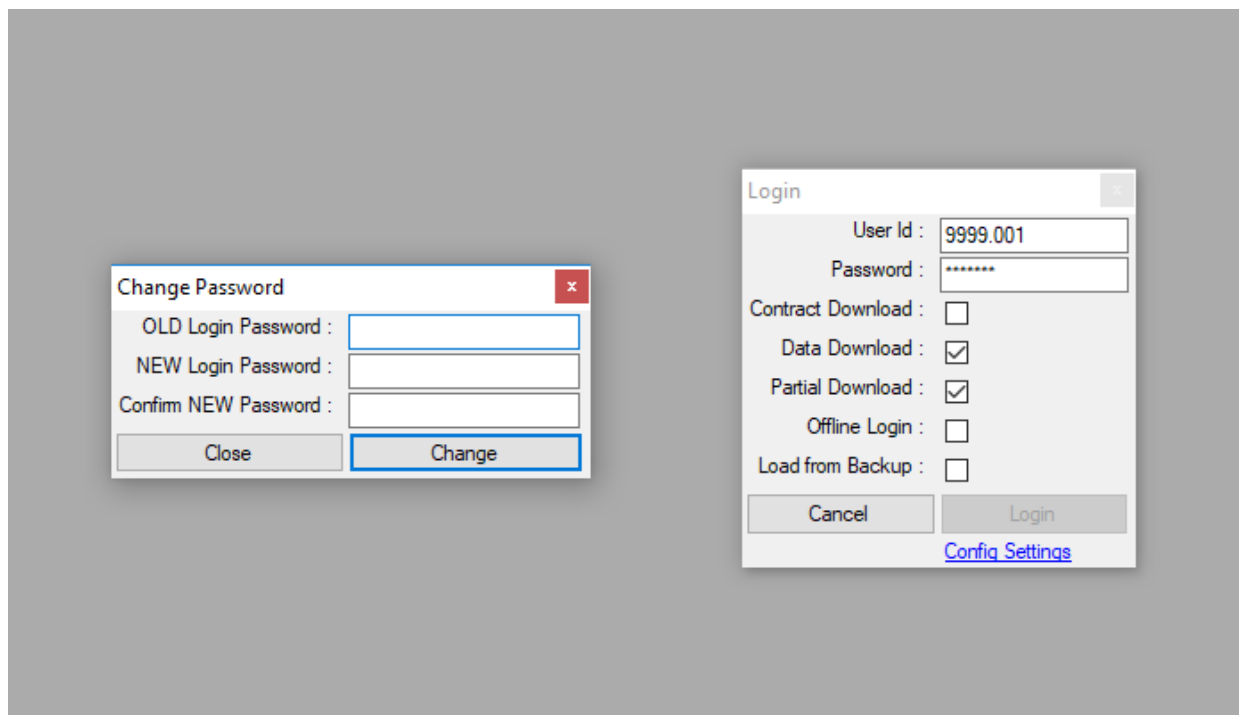 Change Password
x
OLD Login Password :
NEW Login Password :
Confirm NEW Password :
Close Change
Login
x
User Id : 9999.001
Password : *******
Contract Download :
Data Download :
Partial Download :
Offline Login :
Load from Backup :
Cancel Login
Config Settings